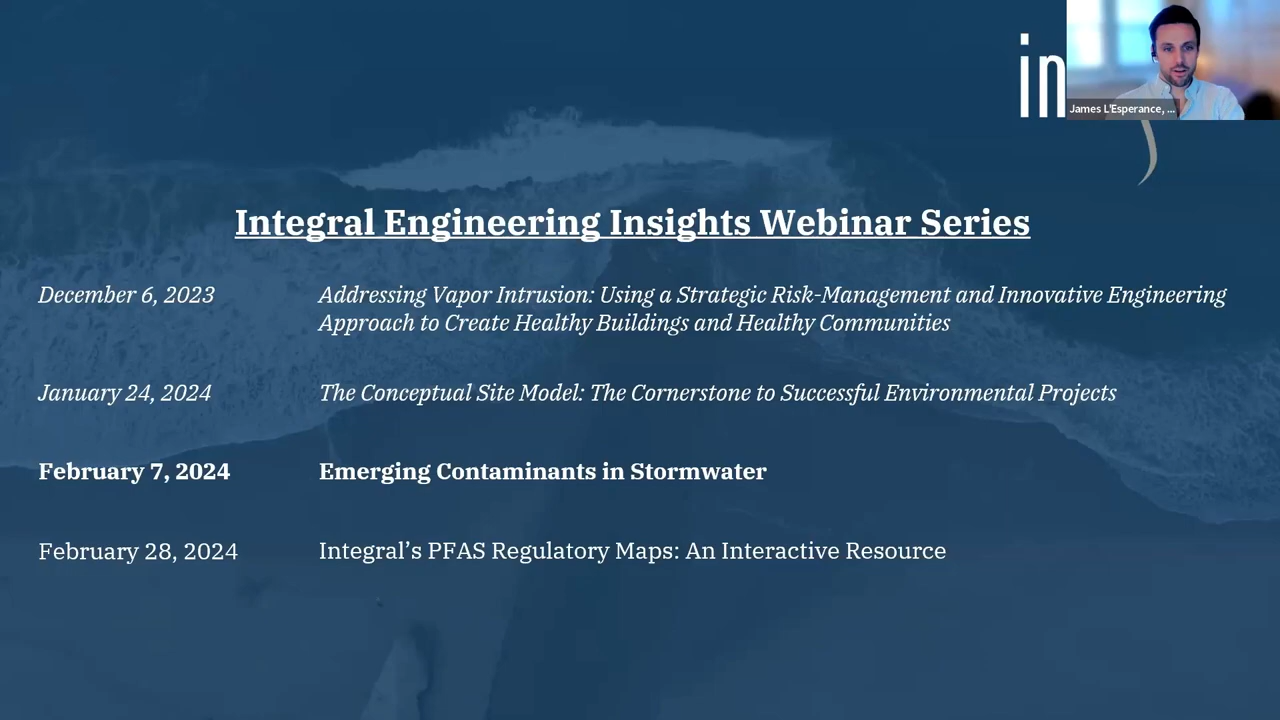 in
James L'Esperance, ...
Integral Engineering Insights Webinar Series
December 6, 2023
Addressing Vapor Intrusion: Using a Strategic Risk-Management and Innovative Engineering
Approach to Create Healthy Buildings and Healthy Communities
January 24, 2024
The Conceptual Site Model: The Cornerstone to Successful Environmental Projects
February 7, 2024
Emerging Contaminants in Stormwater
February 28, 2024
Integral’s PFAS Regulatory Maps: An Interactive Resource